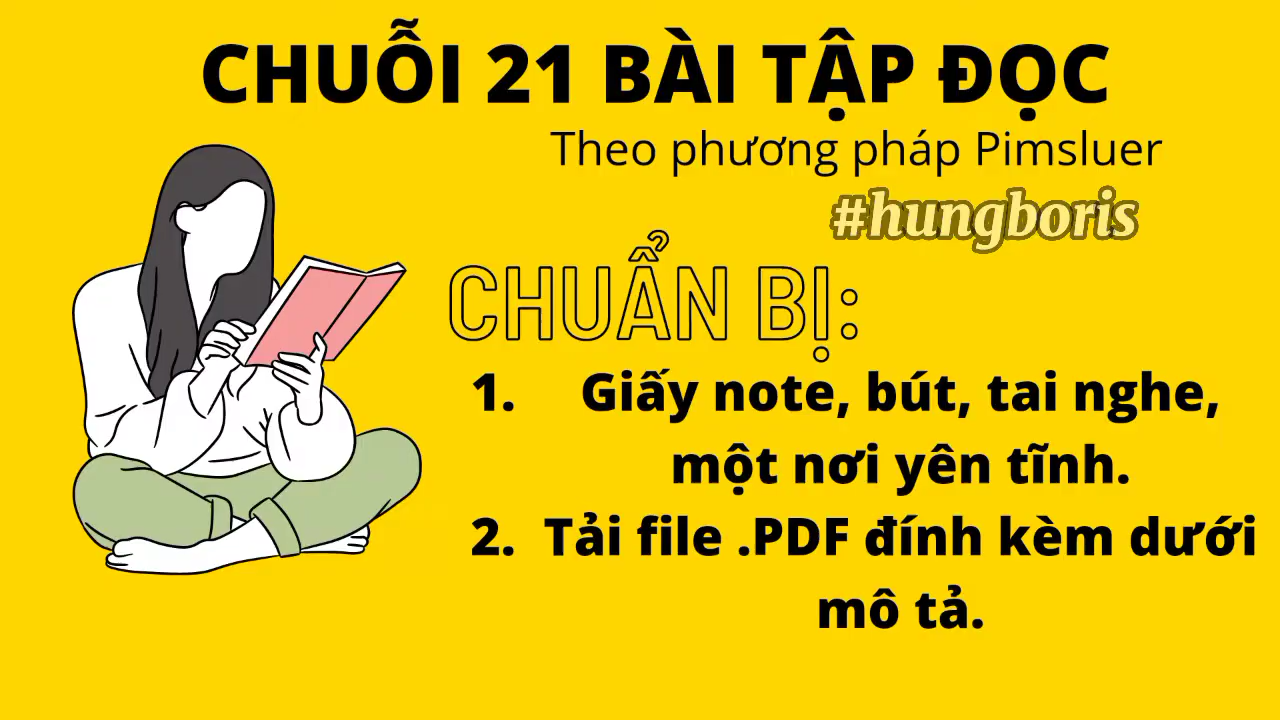 CHUỖI 21 BÀI TẬP ĐỌC
Theo phương pháp Pimsluer
#hungboris
CHUẨN BỊ:
1. Giấy note, bút, tai nghe,
một nơi yên tĩnh.
2. Tải file .PDF đính kèm dưới
mô tả.